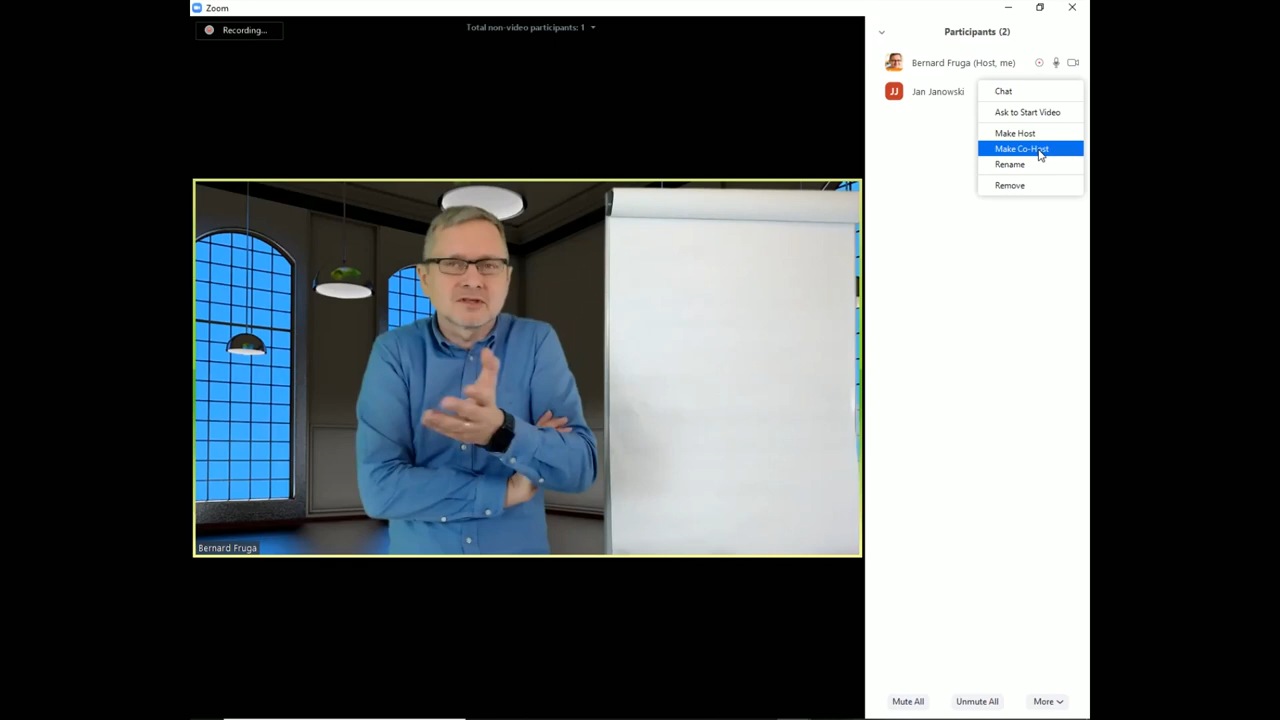 Zoom
Recording...
Total non-video participants: 1
Participants (2)
Bernard Fruga (Host, me)
JJ Jan Janowski
Chat
Ask to Start Video
Make Host
Make Co-Host
Rename
Remove
Bernard Fruga
Mute All
Unmute All
More